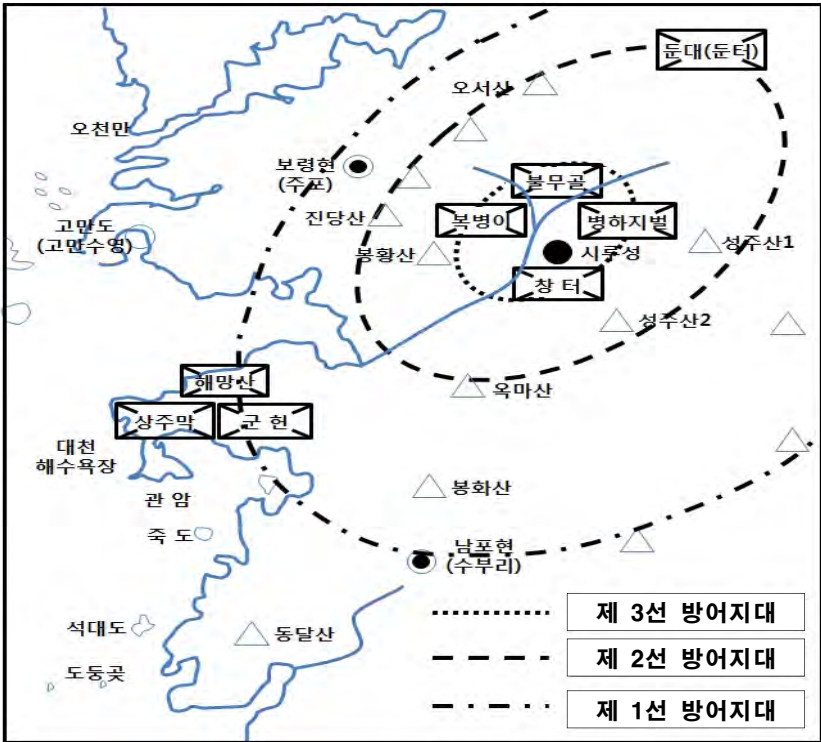 둔대(둔터)
오서산
오천만
보령현
(주포)
불무골
진당산
복병이
병하지벌
고만도
(고만수영)
봉황산
시루성
성주산1
창 터
성주산2
해망산
옥마산
상주막
군 헌
대천
해수욕장
관 암
봉화산
죽 도
남포현
(수부리)
석대도
동달산
도둥곶
제 3선 방어지대
제 2선 방어지대
제 1선 방어지대